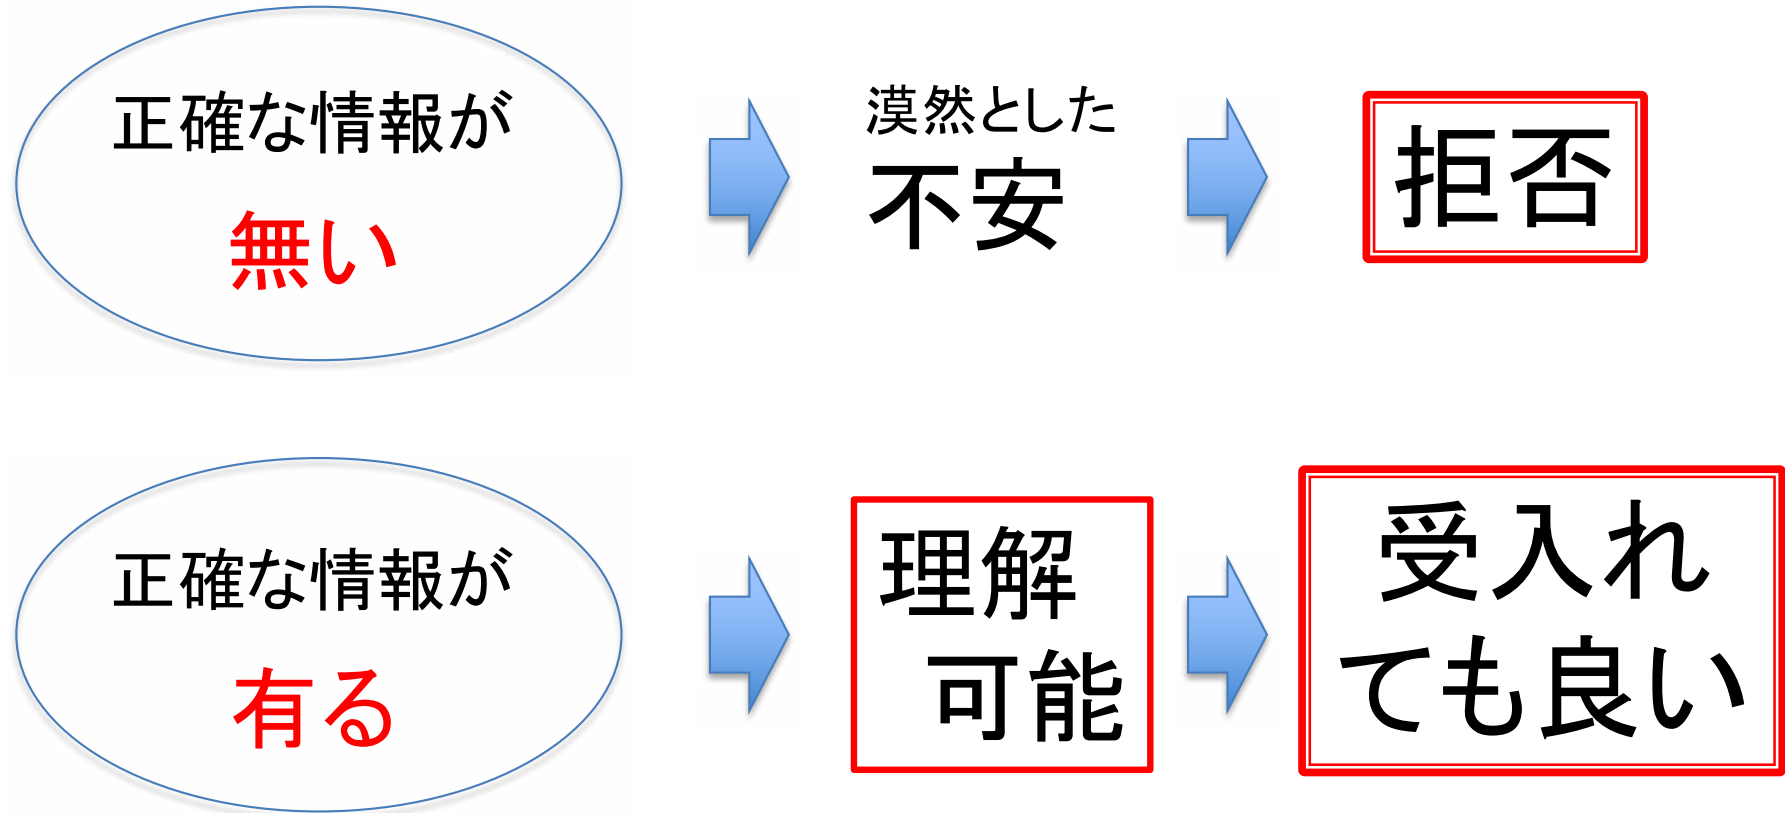 正確な情報が
無い
漠然とした
不安
拒否
正確な情報が
有る
理解
可能
受入れ
ても良い